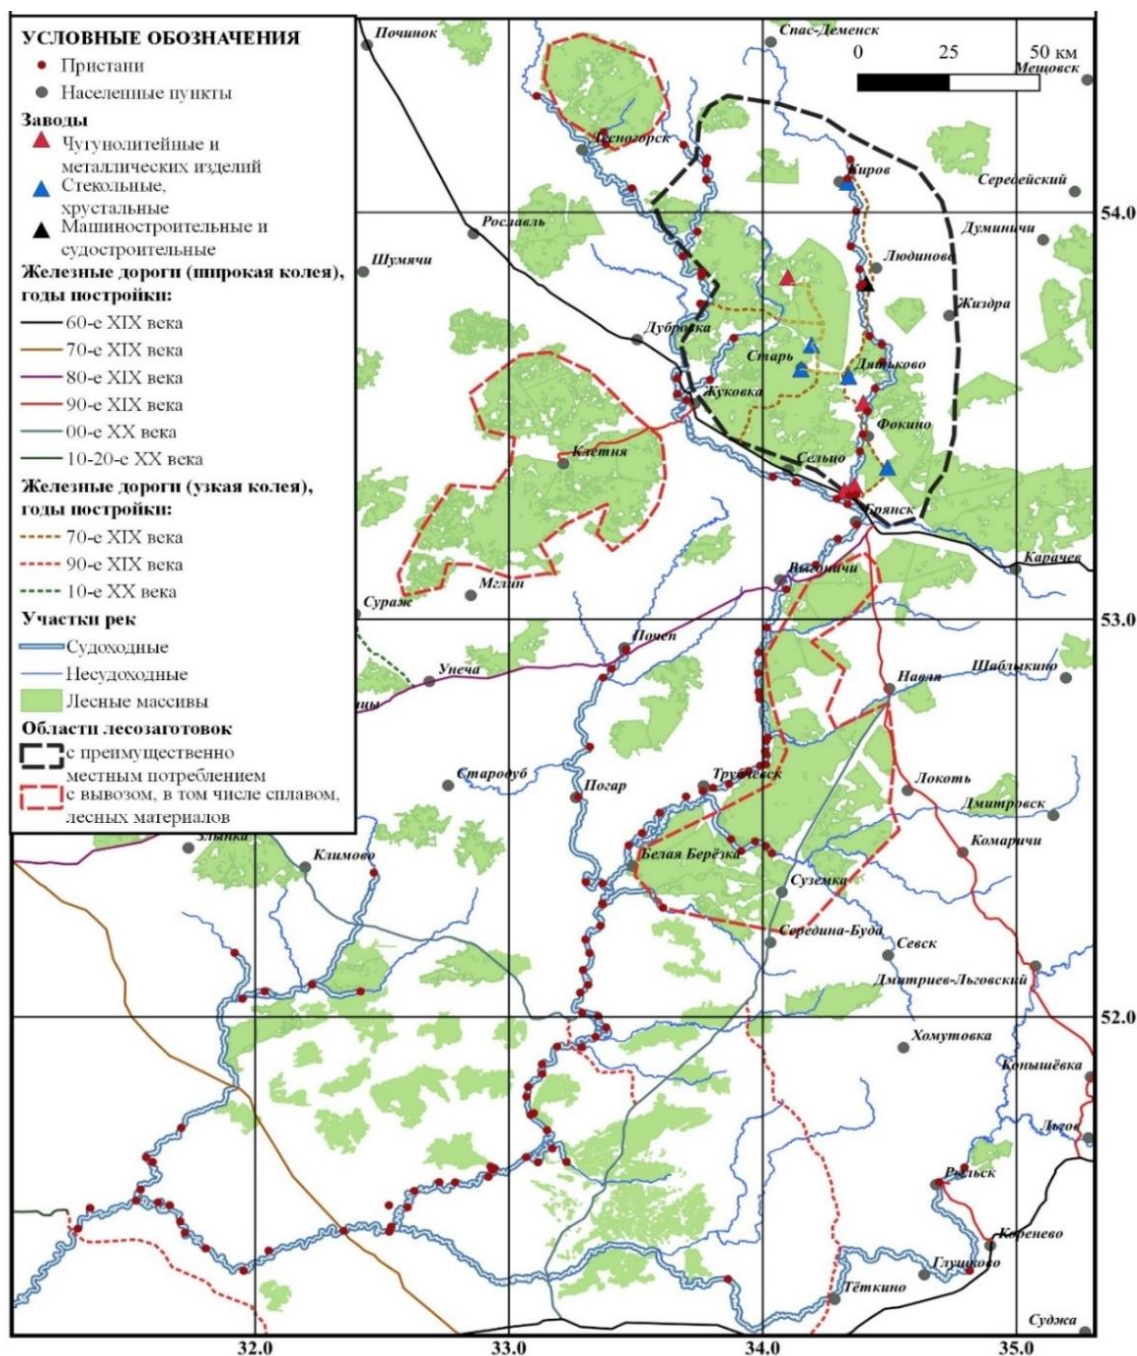 УСЛОВНЫЕ ОБОЗНАЧЕНИЯ
Пристани
Населенные пункты
Заводы
Чугунолитейные и
металлических изделий
Стекольные,
хрустальные
Машиностроительные и
судостроительные
Железные дороги (широкая колея),
годы постройки:
60-е XIX века
70-е XIX века
80-е XIX века
90-е XIX века
00-е XX века
10-20-е XX века
Железные дороги (узкая колея),
годы постройки:
70-е XIX века
90-е XIX века
10-е XX века
Участки рек
Судоходные
Несудоходные
Лесные массивы
Области лесозаготовок
с преимущественно
местным потреблением
с вывозом, в том числе сплавом,
лесных материалов
Починок
Спас-Деменск
0 25 50 км
Мещовск
Десногорск
Киров
Середейский
54.0
Рославль
Думиничи
Шумячи
Людиново
Жиздра
Дубровка
Старь
Дятьково
Жуковка
Фокино
Клетня
Сельцо
Брянск
Карачев
Выгоничи
Мглин
Сураж
53.0
Почеп
Унеча
Шаблыкино
Навля
цы
Стародуб
Погар
Трубчевск
Локоть
Дмитровск
Злынка
Климово
Белая Берёзка
Комаричи
Суземка
Середина-Буда
Севск
Дмитриев-Льговский
52.0
Хомутовка
Конышёвка
Льгов
Рыльск
Коренево
Глушково
Тёткино
Суджа
32.0 33.0 34.0 35.0